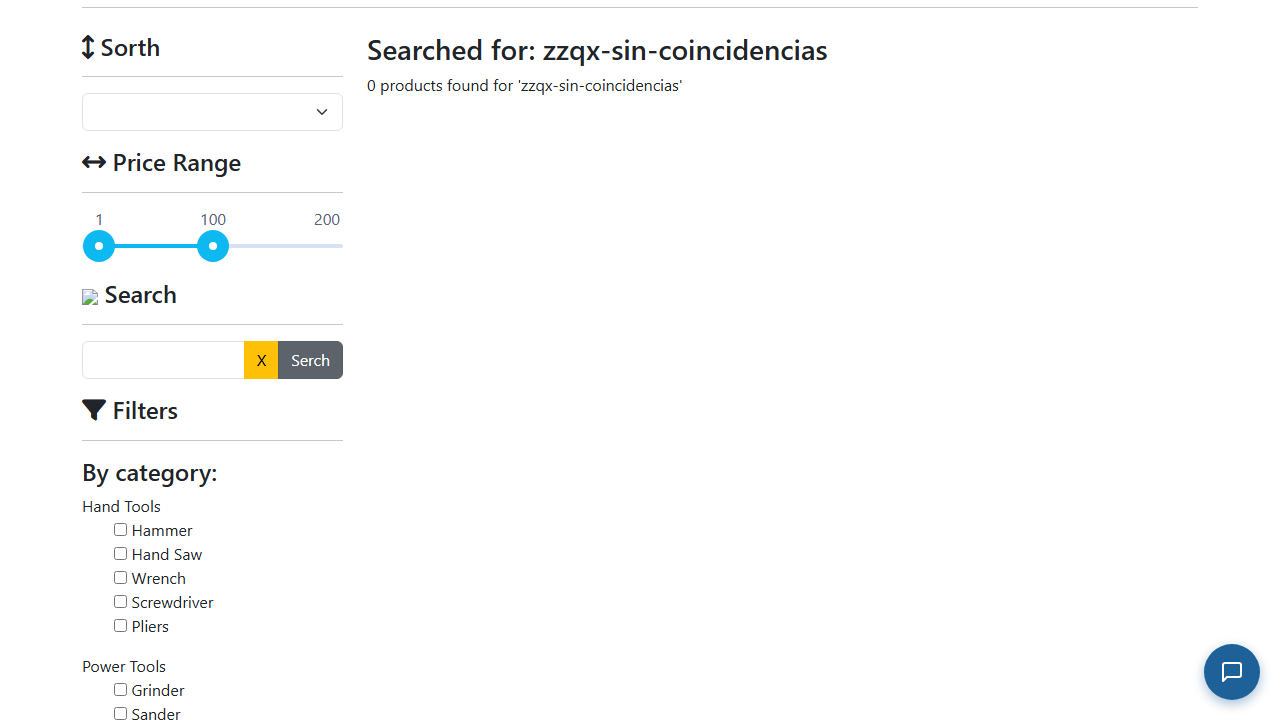 Sorth
Price Range
1 100 200
Search
X Serch
Filters
By category:
Hand Tools
Hammer
Hand Saw
Wrench
Screwdriver
Pliers
Power Tools
Grinder
Sander
Searched for: zzqx-sin-coincidencias
0 products found for 'zzqx-sin-coincidencias'